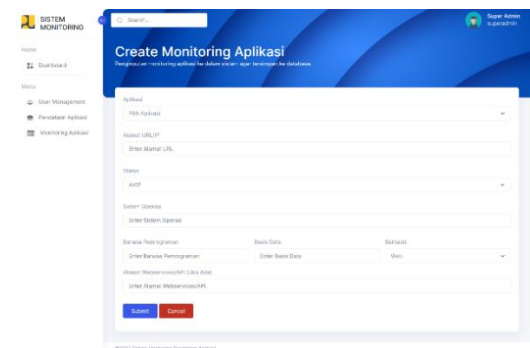 SISTEM
MONITORING
Search...
Super Admin
superadmin
Home
Dashboard
Menu
User Management
Pendataan Aplikasi
Monitoring Aplikasi
Create Monitoring Aplikasi
Penginputan monitoring aplikasi ke dalam sistem agar tersimpan ke database
Aplikasi
Pilih Aplikasi
Alamat URL/IP
Enter Alamat URL
Status
Aktif
Sistem Operasi
Enter Sistem Operasi
Bahasa Pemrograman
Basis Data
Berbasis
Enter Bahasa Pemrograman
Enter Basis Data
Web
Alamat Webservices/API (Jika Ada)
Enter Alamat Webservices/API
Submit
Cancel